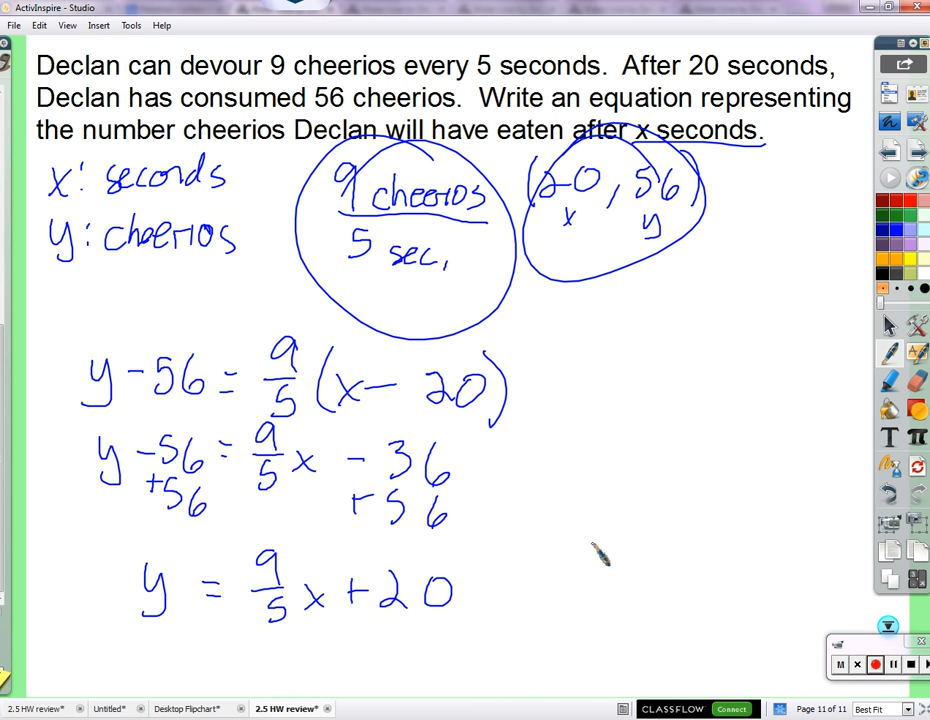 ActivInspire - Studio
File Edit View Insert Tools Help
Declan can devour 9 cheerios every 5 seconds. After 20 seconds,
Declan has consumed 56 cheerios. Write an equation representing
the number cheerios Declan will have eaten after x seconds.
x: seconds
y: cheerios
9 cheerios
5 sec.
(20, 56)
x y
y - 56 = 9/5 (x - 20)
y - 56 = 9/5 x - 36
+56 +56
y = 9/5 x + 20
M
2.5 HW review* Untitled* Desktop Flipchart* 2.5 HW review* CLASSFLOW Connect Page 11 of 11 Best Fit